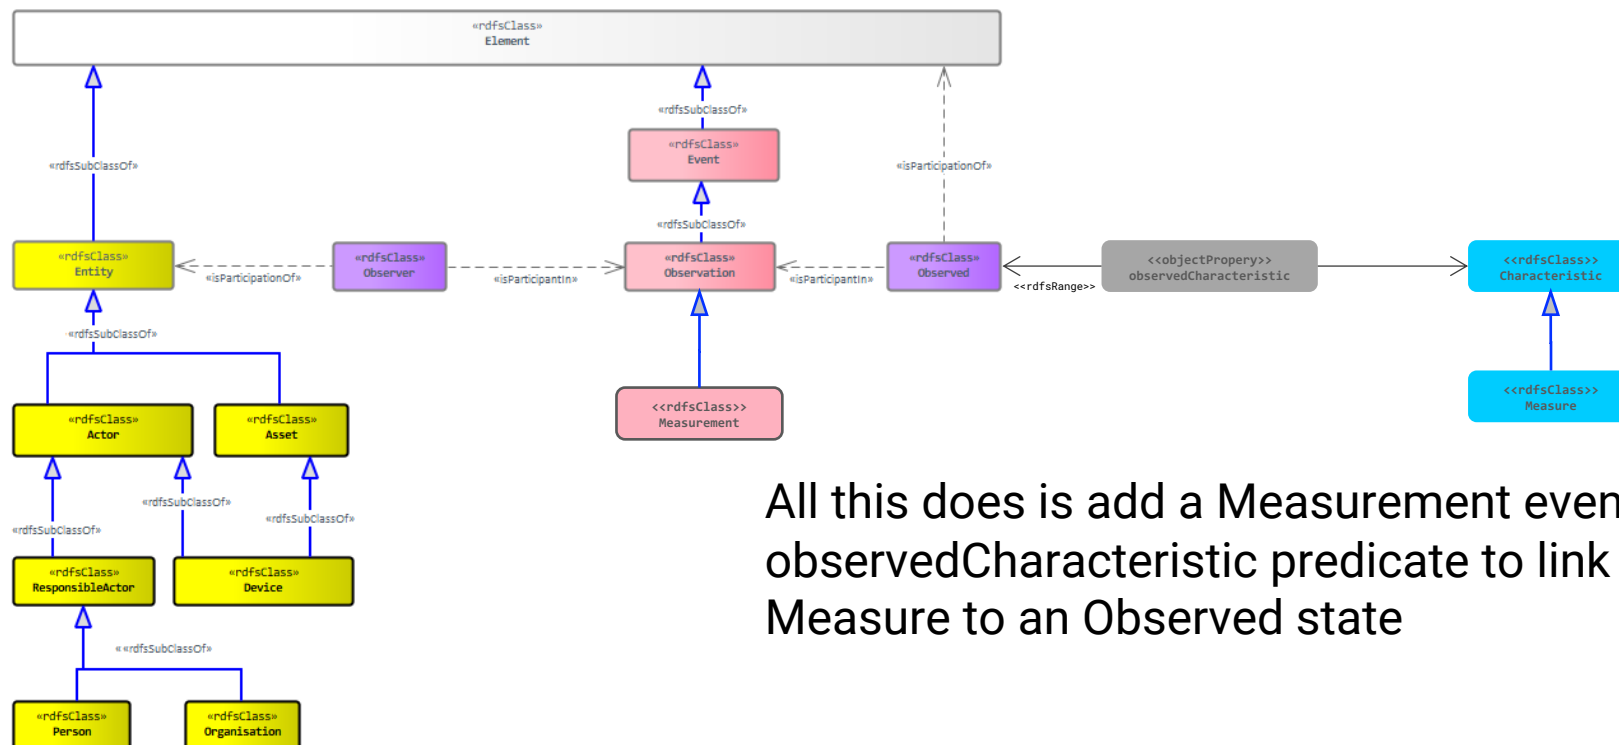 «rdfsClass»
Element
«rdfsSubClassOf»
«rdfsClass»
Event
«rdfsSubClassOf»
«isParticipationOf»
«rdfsSubClassOf»
«rdfsClass»
Entity
«isParticipationOf»
«rdfsClass»
Observer
«isParticipantIn»
«rdfsClass»
Observation
«isParticipantIn»
«rdfsClass»
Observed
<<rdfsRange>>
<<objectPropery>>
observedCharacteristic
<<rdfsClass>>
Characteristic
«rdfsSubClassOf»
«rdfsClass»
Actor
«rdfsClass»
Asset
<<rdfsClass>>
Measurement
<<rdfsClass>>
Measure
«rdfsSubClassOf»
«rdfsSubClassOf»
«rdfsSubClassOf»
«rdfsClass»
ResponsibleActor
«rdfsClass»
Device
« «rdfsSubClassOf»
«rdfsClass»
Person
«rdfsClass»
Organisation
All this does is add a Measurement even
observedCharacteristic predicate to link
Measure to an Observed state